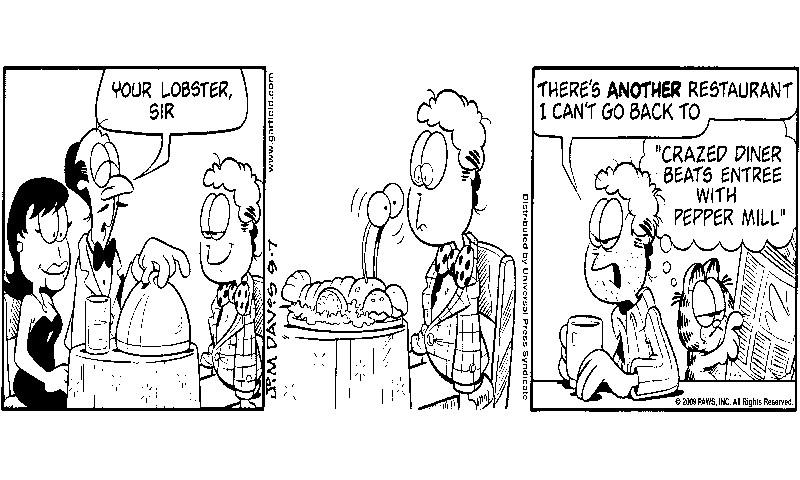 YOUR LOBSTER,
SIR
www.garfield.com
JPM DAVIS 9-7
Distributed by Universal Press Syndicate
THERE'S ANOTHER RESTAURANT
I CAN'T GO BACK TO
"CRAZED DINER
BEATS ENTREE
WITH
PEPPER MILL"
© 2009 PAWS, INC. All Rights Reserved.